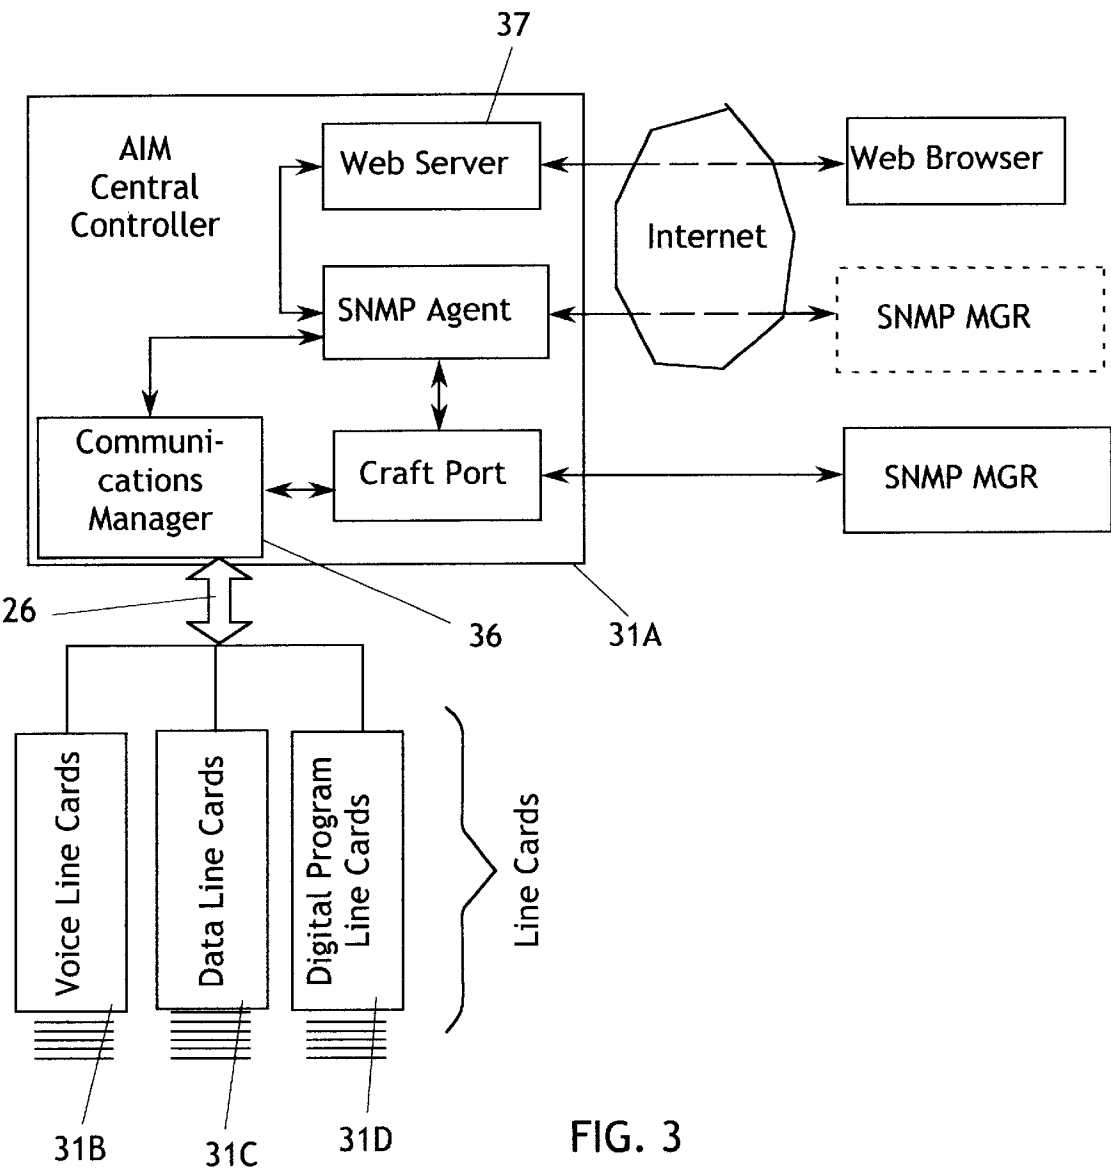 37
AIM
Central
Controller
Web Server
Web Browser
Internet
SNMP Agent
SNMP MGR
Communi-
cations
Manager
Craft Port
SNMP MGR
26
36
31A
Voice Line Cards
Data Line Cards
Digital Program
Line Cards
Line Cards
31B
31C
31D
FIG. 3